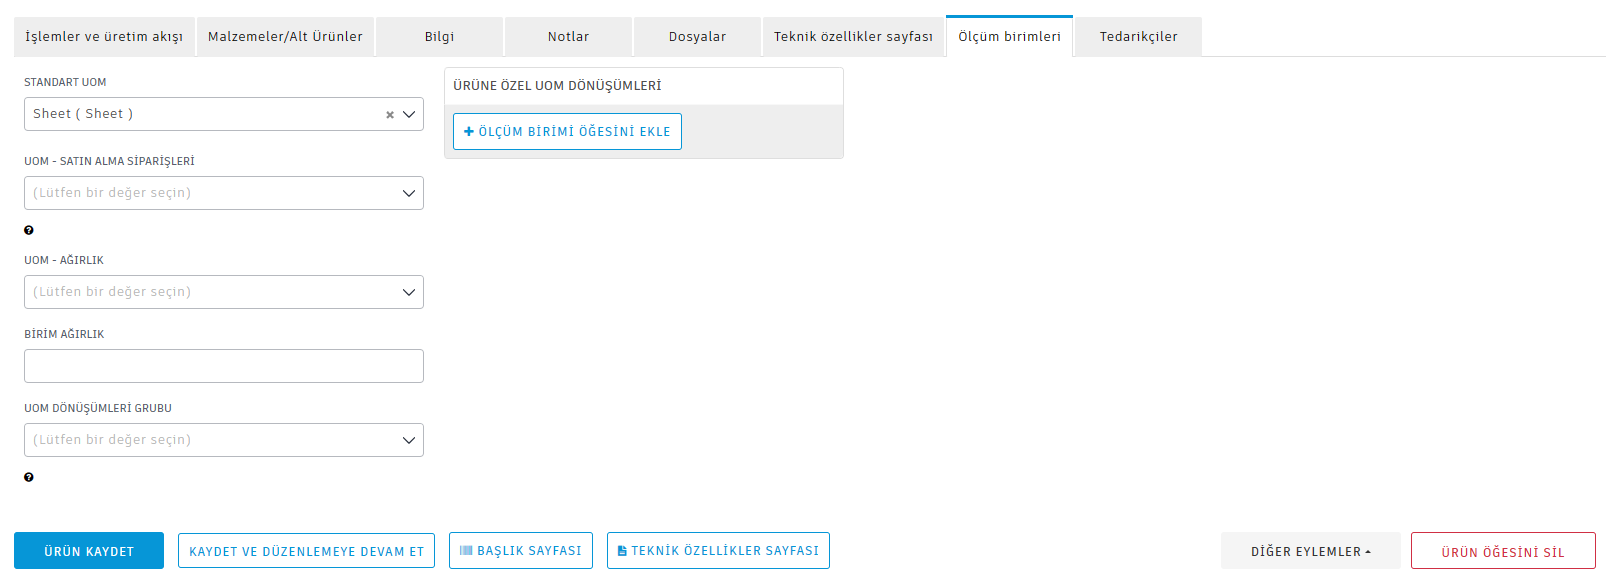 İşlemler ve üretim akışı
Malzemeler/Alt Ürünler
Bilgi
Notlar
Dosyalar
Teknik özellikler sayfası
Ölçüm birimleri
Tedarikçiler
STANDART UOM
Sheet ( Sheet )
UOM - SATIN ALMA SİPARİŞLERİ
(Lütfen bir değer seçin)
UOM - AĞIRLIK
(Lütfen bir değer seçin)
BİRİM AĞIRLIK
UOM DÖNÜŞÜMLERİ GRUBU
(Lütfen bir değer seçin)
ÜRÜNE ÖZEL UOM DÖNÜŞÜMLERİ
ÖLÇÜM BİRİMİ ÖĞESİNİ EKLE
ÜRÜN KAYDET
KAYDET VE DÜZENLEMEYE DEVAM ET
BAŞLIK SAYFASI
TEKNİK ÖZELLİKLER SAYFASI
DİĞER EYLEMLER
ÜRÜN ÖĞESİNİ SİL